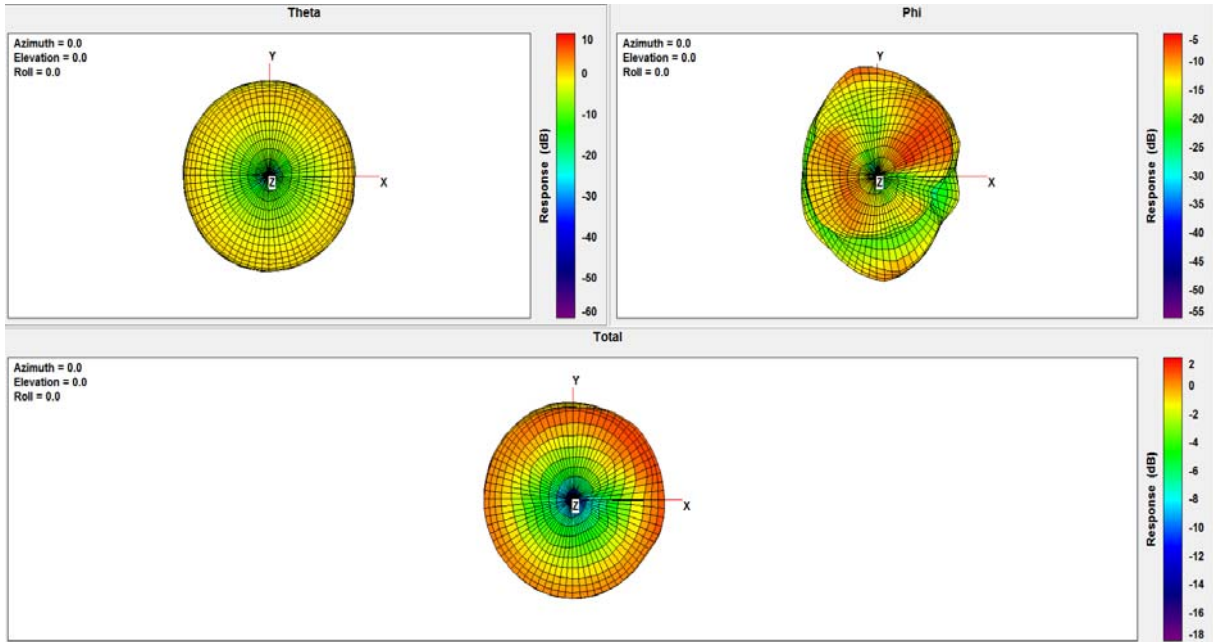 Theta
Azimuth = 0.0
Elevation = 0.0
Roll = 0.0
Y
X
Z
Response (dB)
10
0
-10
-20
-30
-40
-50
-60
Phi
Azimuth = 0.0
Elevation = 0.0
Roll = 0.0
Y
X
Z
Response (dB)
-5
-10
-15
-20
-25
-30
-35
-40
-45
-50
-55
Total
Azimuth = 0.0
Elevation = 0.0
Roll = 0.0
Y
X
Z
Response (dB)
2
0
-2
-4
-6
-8
-10
-12
-14
-16
-18